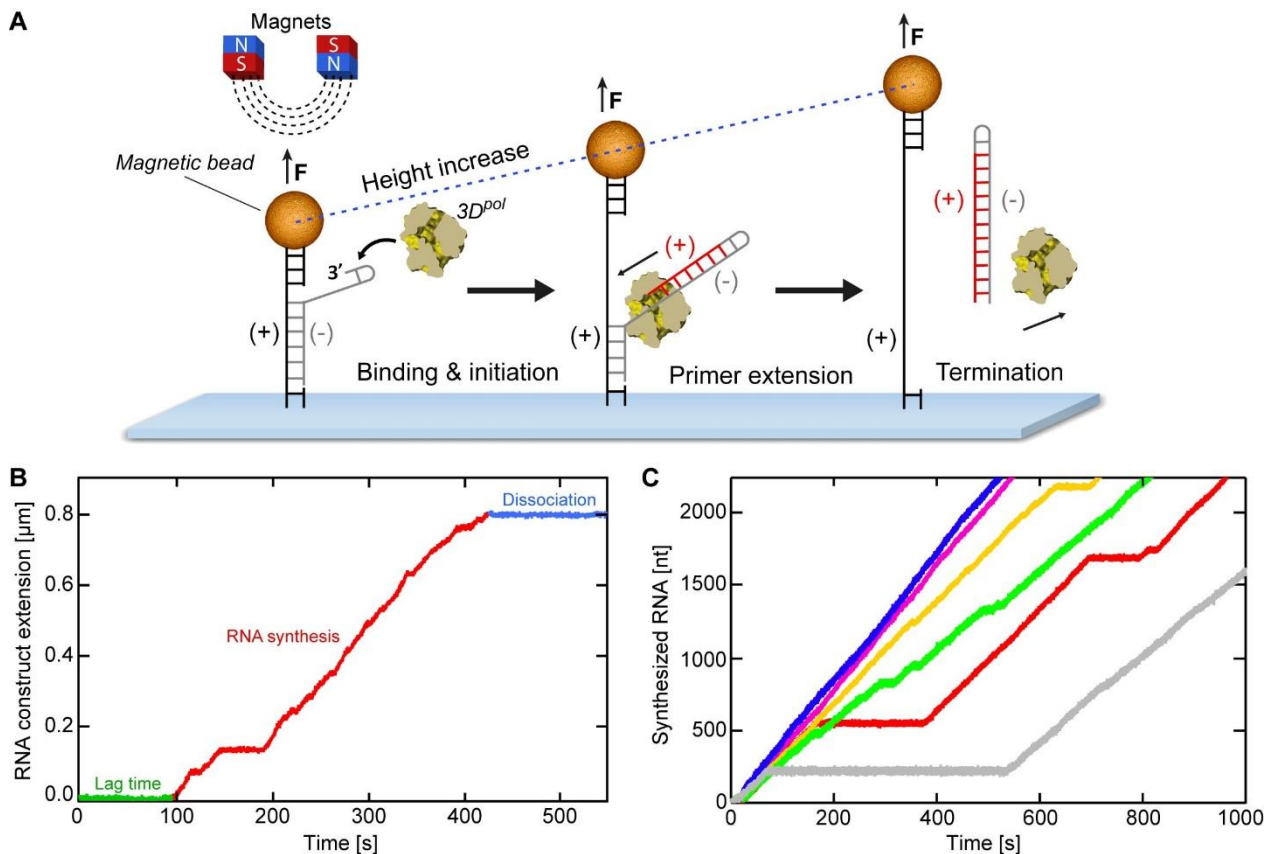 A
Magnets
N S
S N
F
F
F
Magnetic bead
Height increase
3Dpol
3'
(+)
(-)
(+)
(-)
(+)
(+)
(-)
(+)
Binding & initiation
Primer extension
Termination
B
RNA construct extension [µm]
0.8
0.6
0.4
0.2
0.0
Dissociation
RNA synthesis
Lag time
0 100 200 300 400 500
Time [s]
C
Synthesized RNA [nt]
2000
1500
1000
500
0
0 200 400 600 800 1000
Time [s]